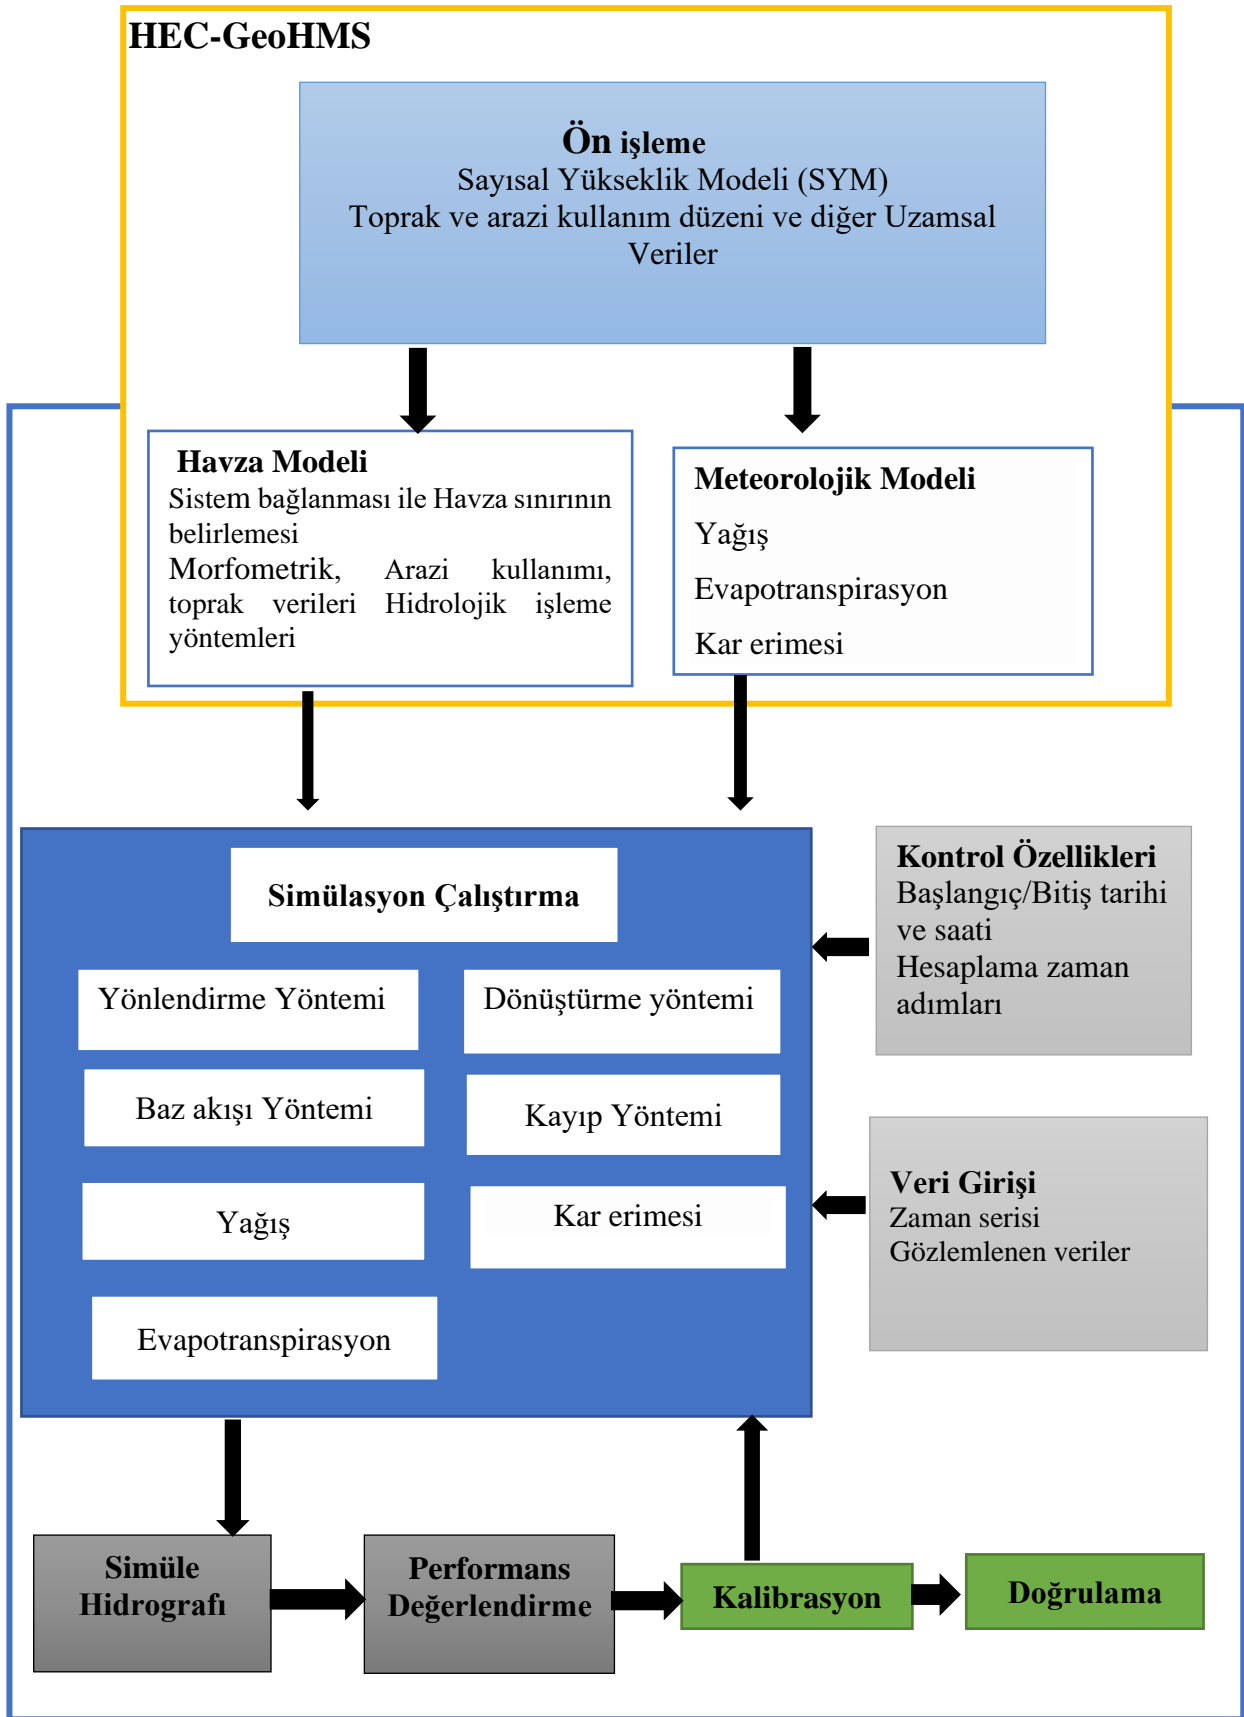 HEC-GeoHMS
Ön işleme
Sayısal Yükseklik Modeli (SYM)
Toprak ve arazi kullanım düzeni ve diğer Uzamsal
Veriler
Havza Modeli
Sistem bağlanması ile Havza sınırının
belirlemesi
Morfometrik, Arazi kullanımı,
toprak verileri Hidrolojik işleme
yöntemleri
Meteorolojik Modeli
Yağış
Evapotranspirasyon
Kar erimesi
Simülasyon Çalıştırma
Yönlendirme Yöntemi
Dönüştürme yöntemi
Baz akışı Yöntemi
Kayıp Yöntemi
Yağış
Kar erimesi
Evapotranspirasyon
Kontrol Özellikleri
Başlangıç/Bitiş tarihi
ve saati
Hesaplama zaman
adımları
Veri Girişi
Zaman serisi
Gözlemlenen veriler
Simüle
Hidrografı
Performans
Değerlendirme
Kalibrasyon
Doğrulama